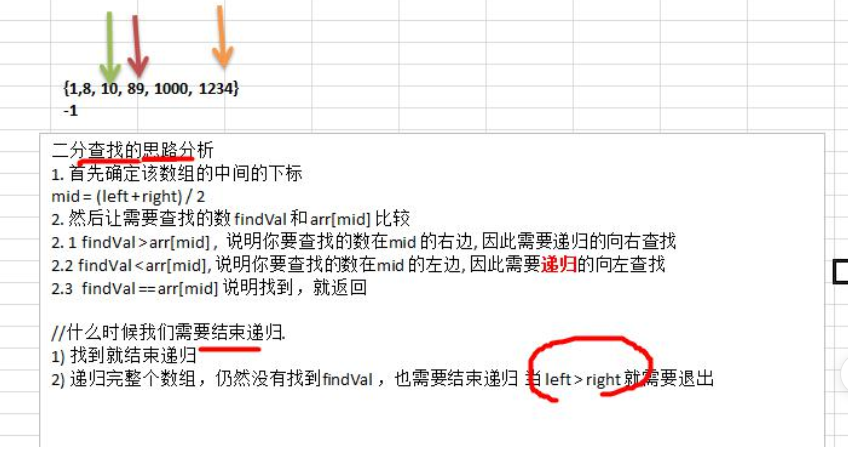 {1,8, 10, 89, 1000, 1234}
-1
二分查找的思路分析
1. 首先确定该数组的中间的下标
mid = (left + right) / 2
2. 然后让需要查找的数 findVal 和 arr[mid] 比较
2. 1 findVal > arr[mid] , 说明你要查找的数在mid 的右边, 因此需要递归的向右查找
2.2 findVal < arr[mid], 说明你要查找的数在mid 的左边, 因此需要递归的向左查找
2.3 findVal == arr[mid] 说明找到，就返回
//什么时候我们需要结束递归.
1) 找到就结束递归
2) 递归完整个数组，仍然没有找到findVal ，也需要结束递归 当 left > right 就需要退出